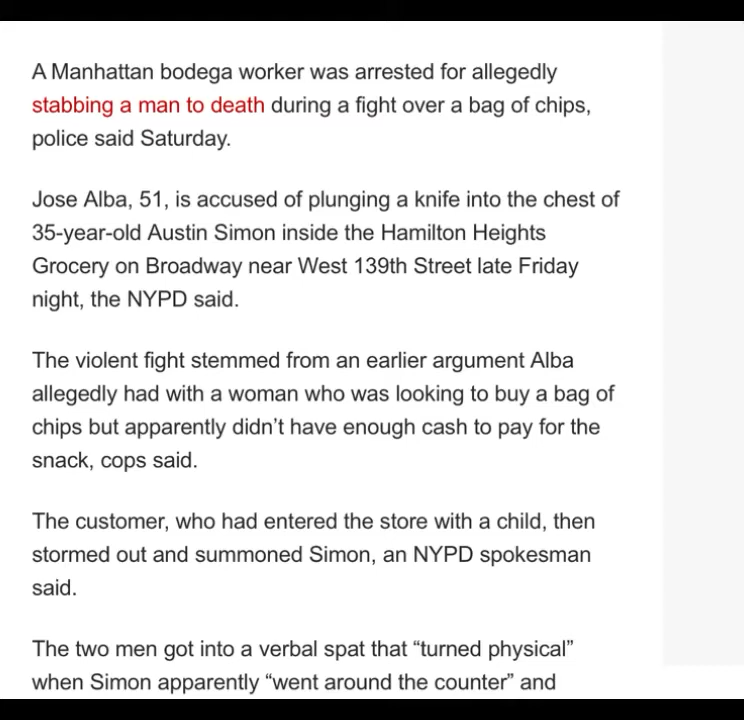 A Manhattan bodega worker was arrested for allegedly
stabbing a man to death during a fight over a bag of chips,
police said Saturday.
Jose Alba, 51, is accused of plunging a knife into the chest of
35-year-old Austin Simon inside the Hamilton Heights
Grocery on Broadway near West 139th Street late Friday
night, the NYPD said.
The violent fight stemmed from an earlier argument Alba
allegedly had with a woman who was looking to buy a bag of
chips but apparently didn’t have enough cash to pay for the
snack, cops said.
The customer, who had entered the store with a child, then
stormed out and summoned Simon, an NYPD spokesman
said.
The two men got into a verbal spat that “turned physical”
when Simon apparently “went around the counter” and